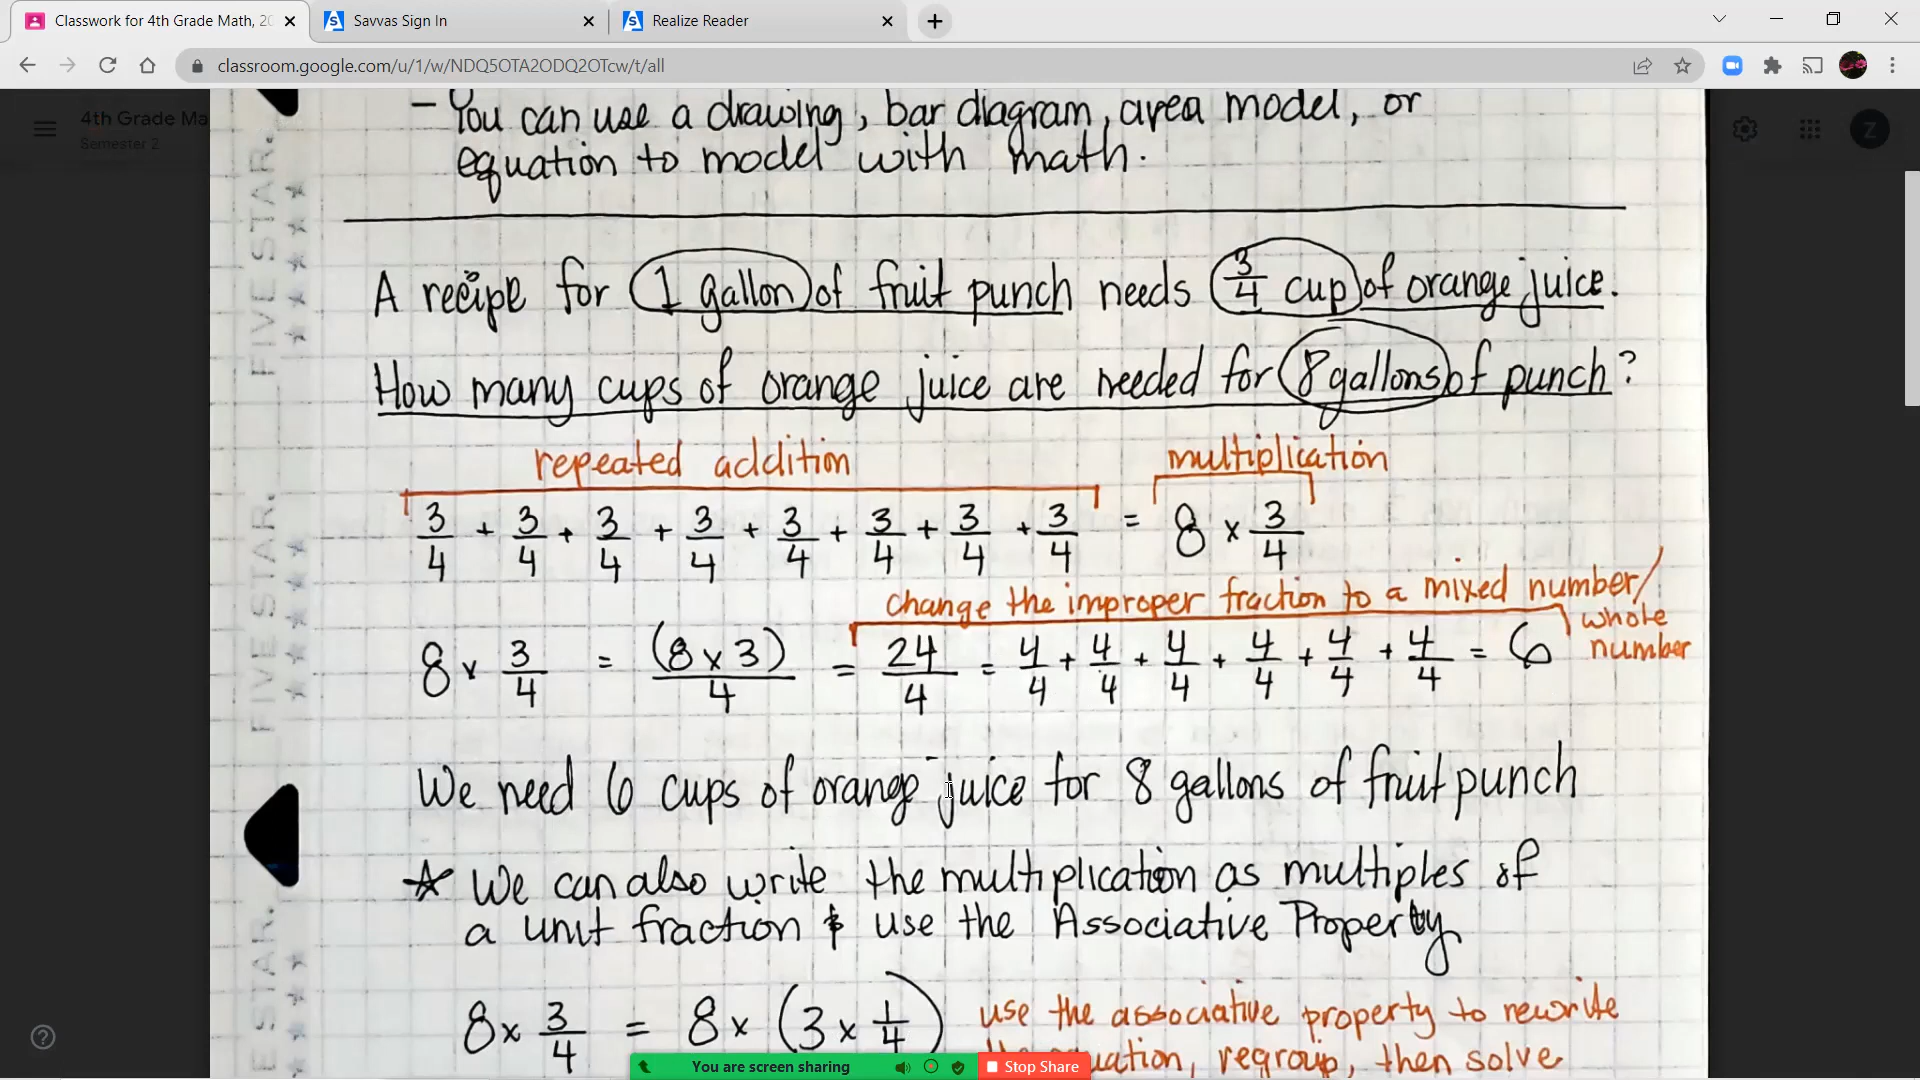 Classwork for 4th Grade Math, 20
Savvas Sign In
Realize Reader
classroom.google.com/u/1/w/NDQ5OTA2ODQ2OTcw/t/all
4th Grade Ma
Semester 2
Z
FIVE STAR.
FIVE STAR.
E STAR.
- You can use a drawing, bar diagram, area model, or
equation to model with math.
A recipe for 1 gallon of fruit punch needs 3/4 cup of orange juice.
How many cups of orange juice are needed for 8 gallons of punch?
repeated addition multiplication
3/4 + 3/4 + 3/4 + 3/4 + 3/4 + 3/4 + 3/4 + 3/4 = 8 × 3/4
change the improper fraction to a mixed number/
whole
number
8 × 3/4 = (8 × 3)/4 = 24/4 = 4/4 + 4/4 + 4/4 + 4/4 + 4/4 + 4/4 = 6
We need 6 cups of orange juice for 8 gallons of fruit punch
☆ We can also write the multiplication as multiples of
a unit fraction & use the Associative Property
8 × 3/4 = 8 × (3 × 1/4) use the associative property to rewrite
equation, regroup, then solve
You are screen sharing
Stop Share